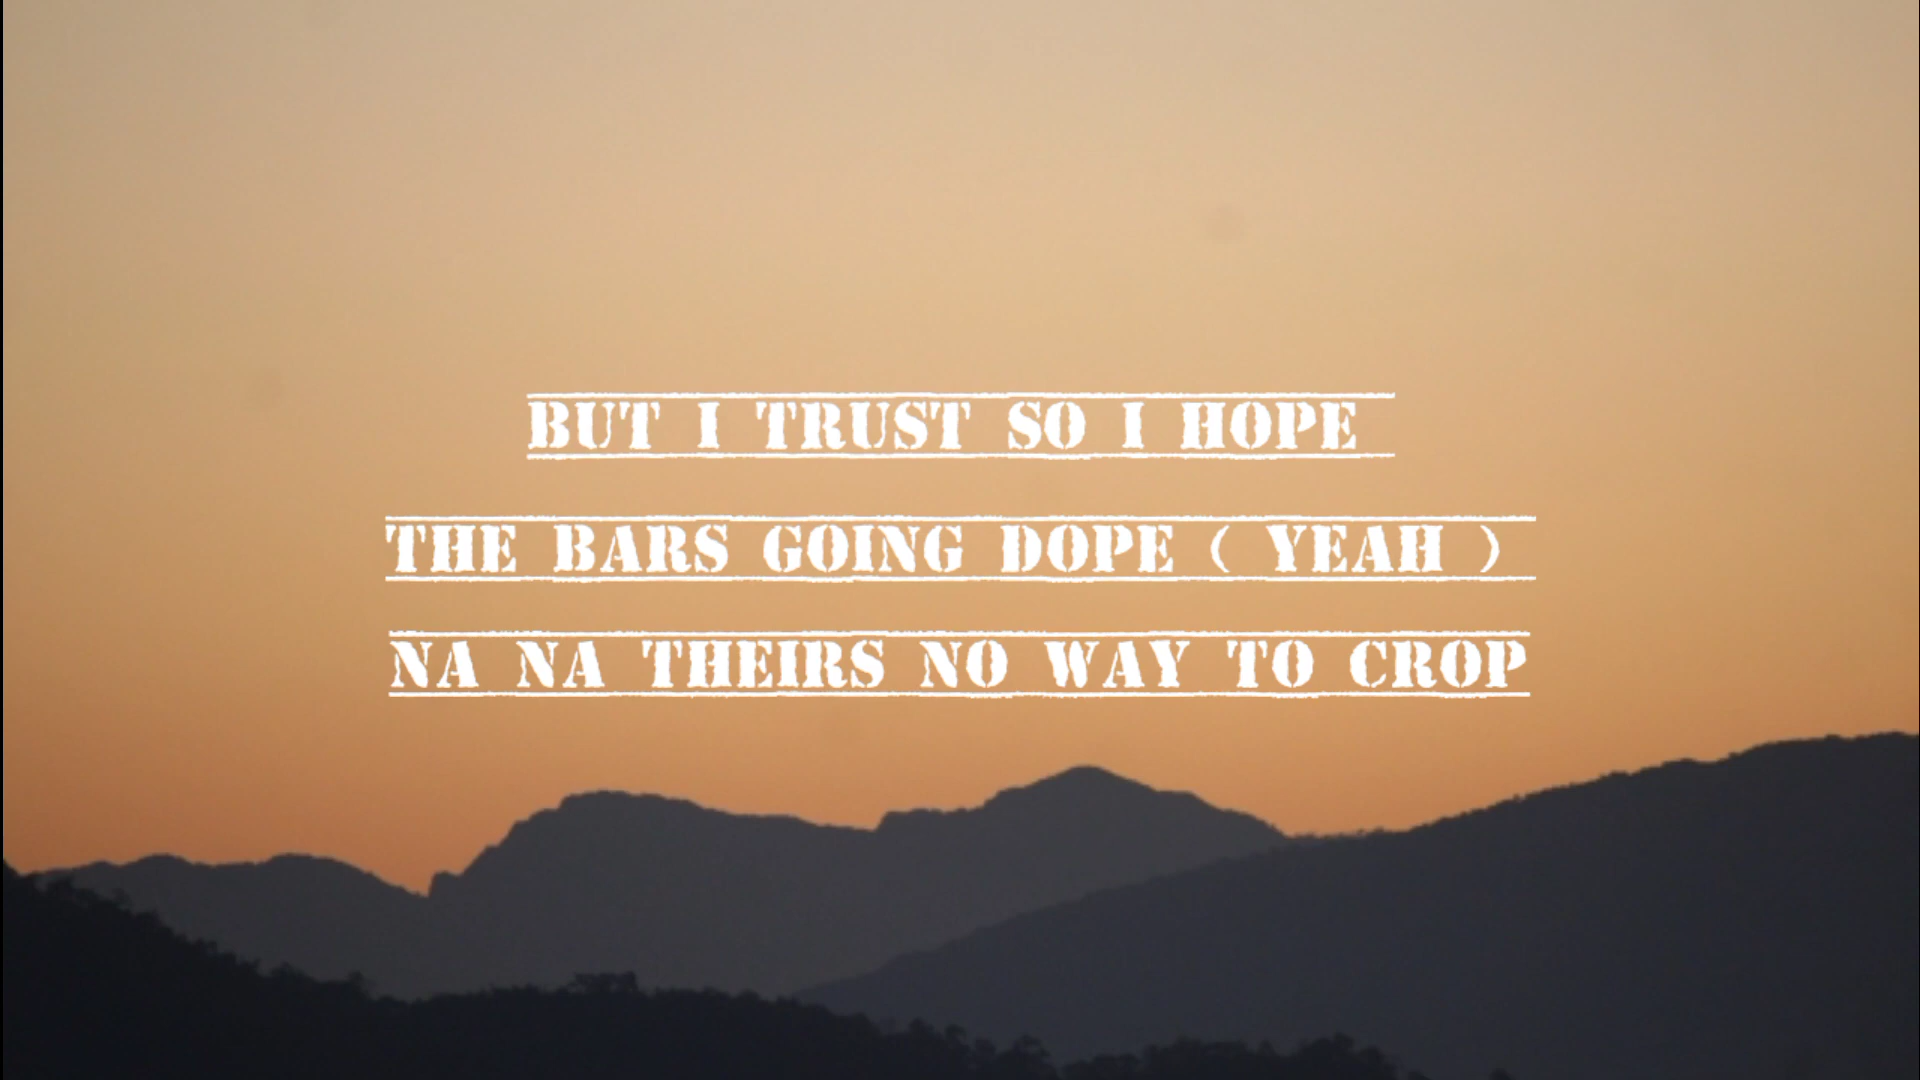 BUT I TRUST SO I HOPE
THE BARS GOING DOPE ( YEAH )
NA NA THEIRS NO WAY TO CROP